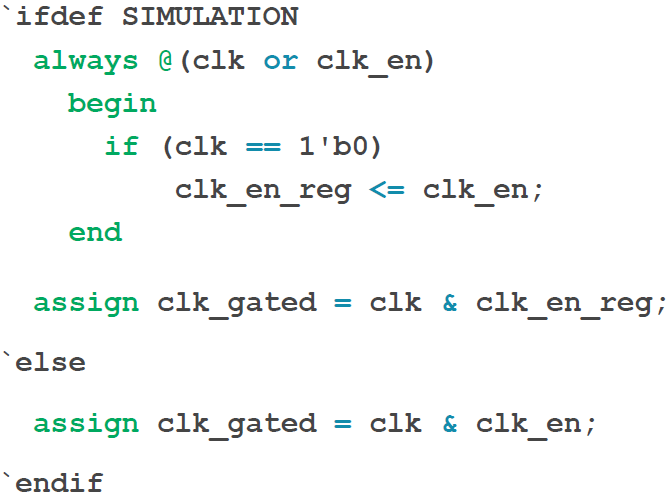 `ifdef SIMULATION
always @(clk or clk_en)
begin
if (clk == 1'b0)
clk_en_reg <= clk_en;
end
assign clk_gated = clk & clk_en_reg;
`else
assign clk_gated = clk & clk_en;
`endif